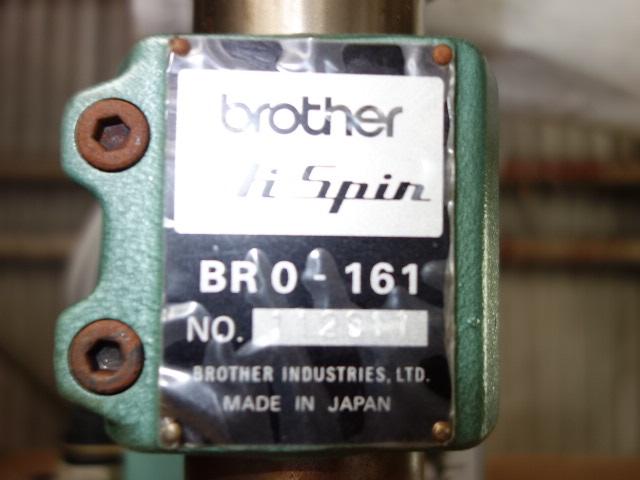 brother
Hi Spin
BR 0 - 161
NO.
BROTHER INDUSTRIES, LTD.
MADE IN JAPAN